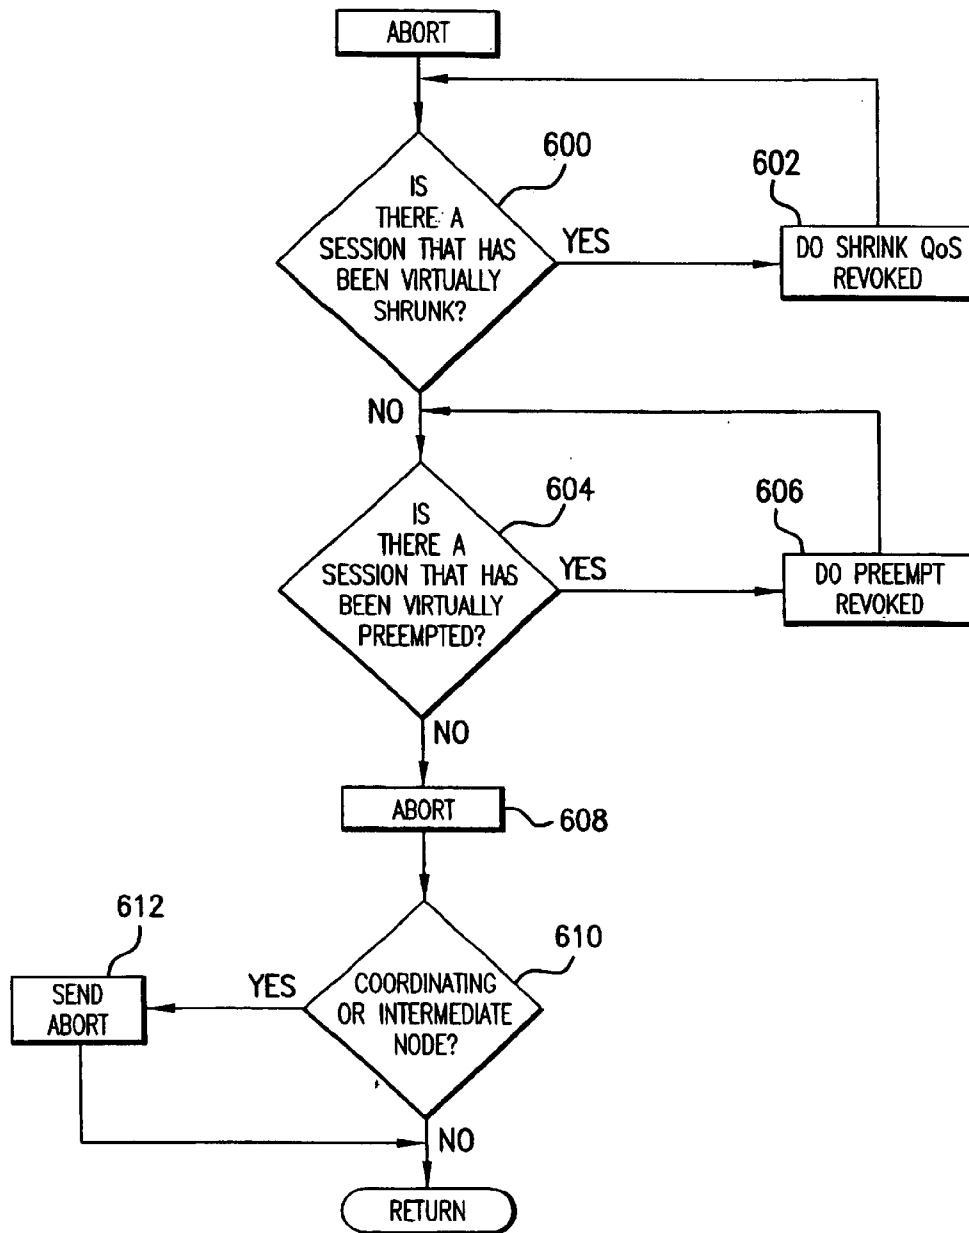 ABORT
600
602
IS
THERE A
SESSION THAT HAS
BEEN VIRTUALLY
SHRUNK?
YES
DO SHRINK QoS
REVOKED
NO
604
606
IS
THERE A
SESSION THAT HAS
BEEN VIRTUALLY
PREEMPTED?
YES
DO PREEMPT
REVOKED
NO
ABORT
608
612
610
SEND
ABORT
YES
COORDINATING
OR INTERMEDIATE
NODE?
NO
RETURN